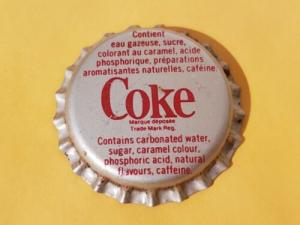 Contient
eau gazeuse, sucre,
colorant au caramel, acide
phosphorique, préparations
aromatisantes naturelles, caféine.
Coke
Marque déposée
Trade Mark Reg.
Contains carbonated water,
sugar, caramel colour,
phosphoric acid, natural
flavours, caffeine.